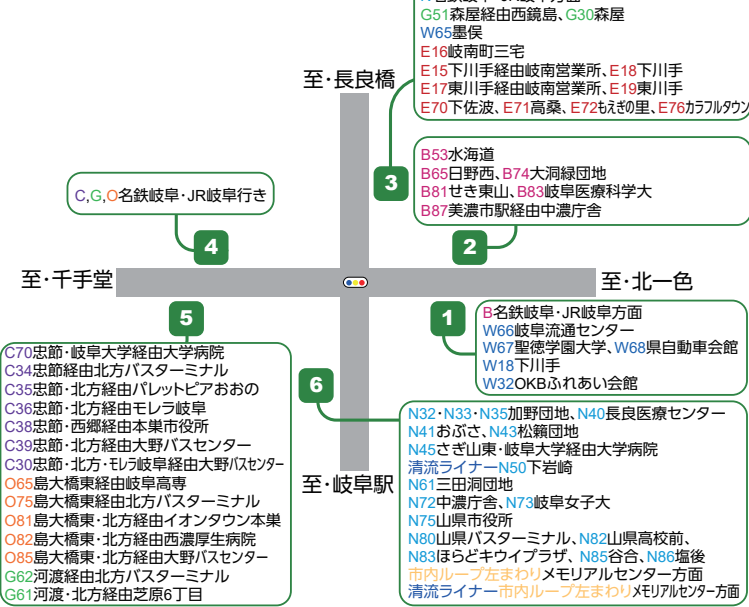 G51森屋経由西鏡島、G30森屋
W65墨俣
E16岐南町三宅
E15下川手経由岐南営業所、E18下川手
E17東川手経由岐南営業所、E19東川手
E70下佐波、E71高桑、E72もえぎの里、E76カラフルタウン
至・長良橋
3
B53水海道
B65日野西、B74大洞緑団地
B81せき東山、B83岐阜医療科学大
B87美濃市駅経由中濃庁舎
2
C,G,O名鉄岐阜・JR岐阜行き
4
至・千手堂
至・北一色
5
C70忠節・岐阜大学経由大学病院
C34忠節経由北方バスターミナル
C35忠節・北方経由パレットピアおおの
C36忠節・北方経由モレラ岐阜
C38忠節・西郷経由本巣市役所
C39忠節・北方経由大野バスセンター
C30忠節・北方・モレラ岐阜経由大野バスセンター
O65島大橋東経由岐阜高専
O75島大橋東経由北方バスターミナル
O81島大橋東・北方経由イオンタウン本巣
O82島大橋東・北方経由西濃厚生病院
O85島大橋東・北方経由大野バスセンター
G62河渡経由北方バスターミナル
G61河渡・北方経由芝原6丁目
1
B名鉄岐阜・JR岐阜方面
W66岐阜流通センター
W67聖徳学園大学、W68県自動車会館
W18下川手
W32OKBふれあい会館
6
至・岐阜駅
N32・N33・N35加野団地、N40長良医療センター
N41おぶさ、N43松籟団地
N45さぎ山東・岐阜大学経由大学病院
清流ライナーN50下岩崎
N61三田洞団地
N72中濃庁舎、N73岐阜女子大
N75山県市役所
N80山県バスターミナル、N82山県高校前、
N83ほらどキウイプラザ、N85谷合、N86塩後
市内ループ左まわりメモリアルセンター方面
清流ライナー市内ループ左まわりメモリアルセンター方面